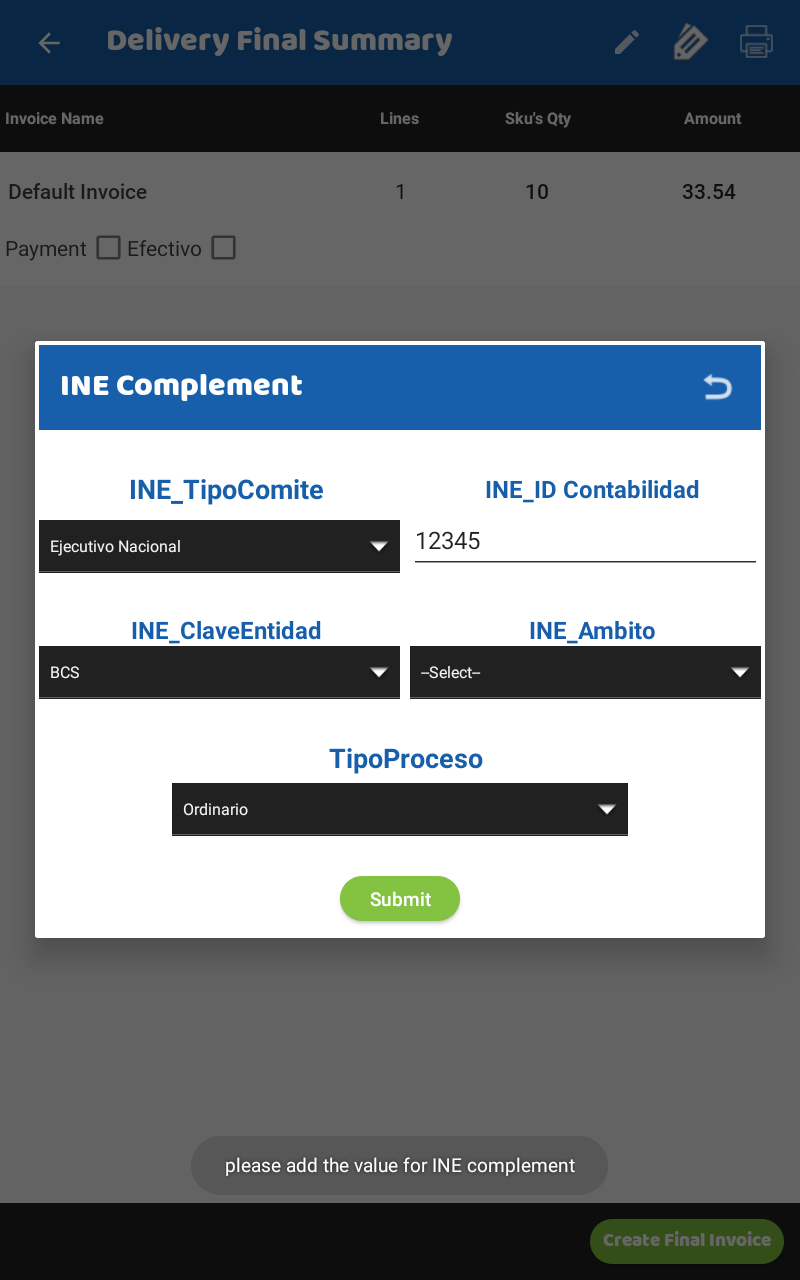 Delivery Final Summary
Invoice Name Lines Sku's Qty Amount
Default Invoice 1 10 33.54
Payment Efectivo
INE Complement
INE_TipoComite INE_ID Contabilidad
Ejecutivo Nacional 12345
INE_ClaveEntidad INE_Ambito
BCS --Select--
TipoProceso
Ordinario
Submit
please add the value for INE complement
Create Final Invoice